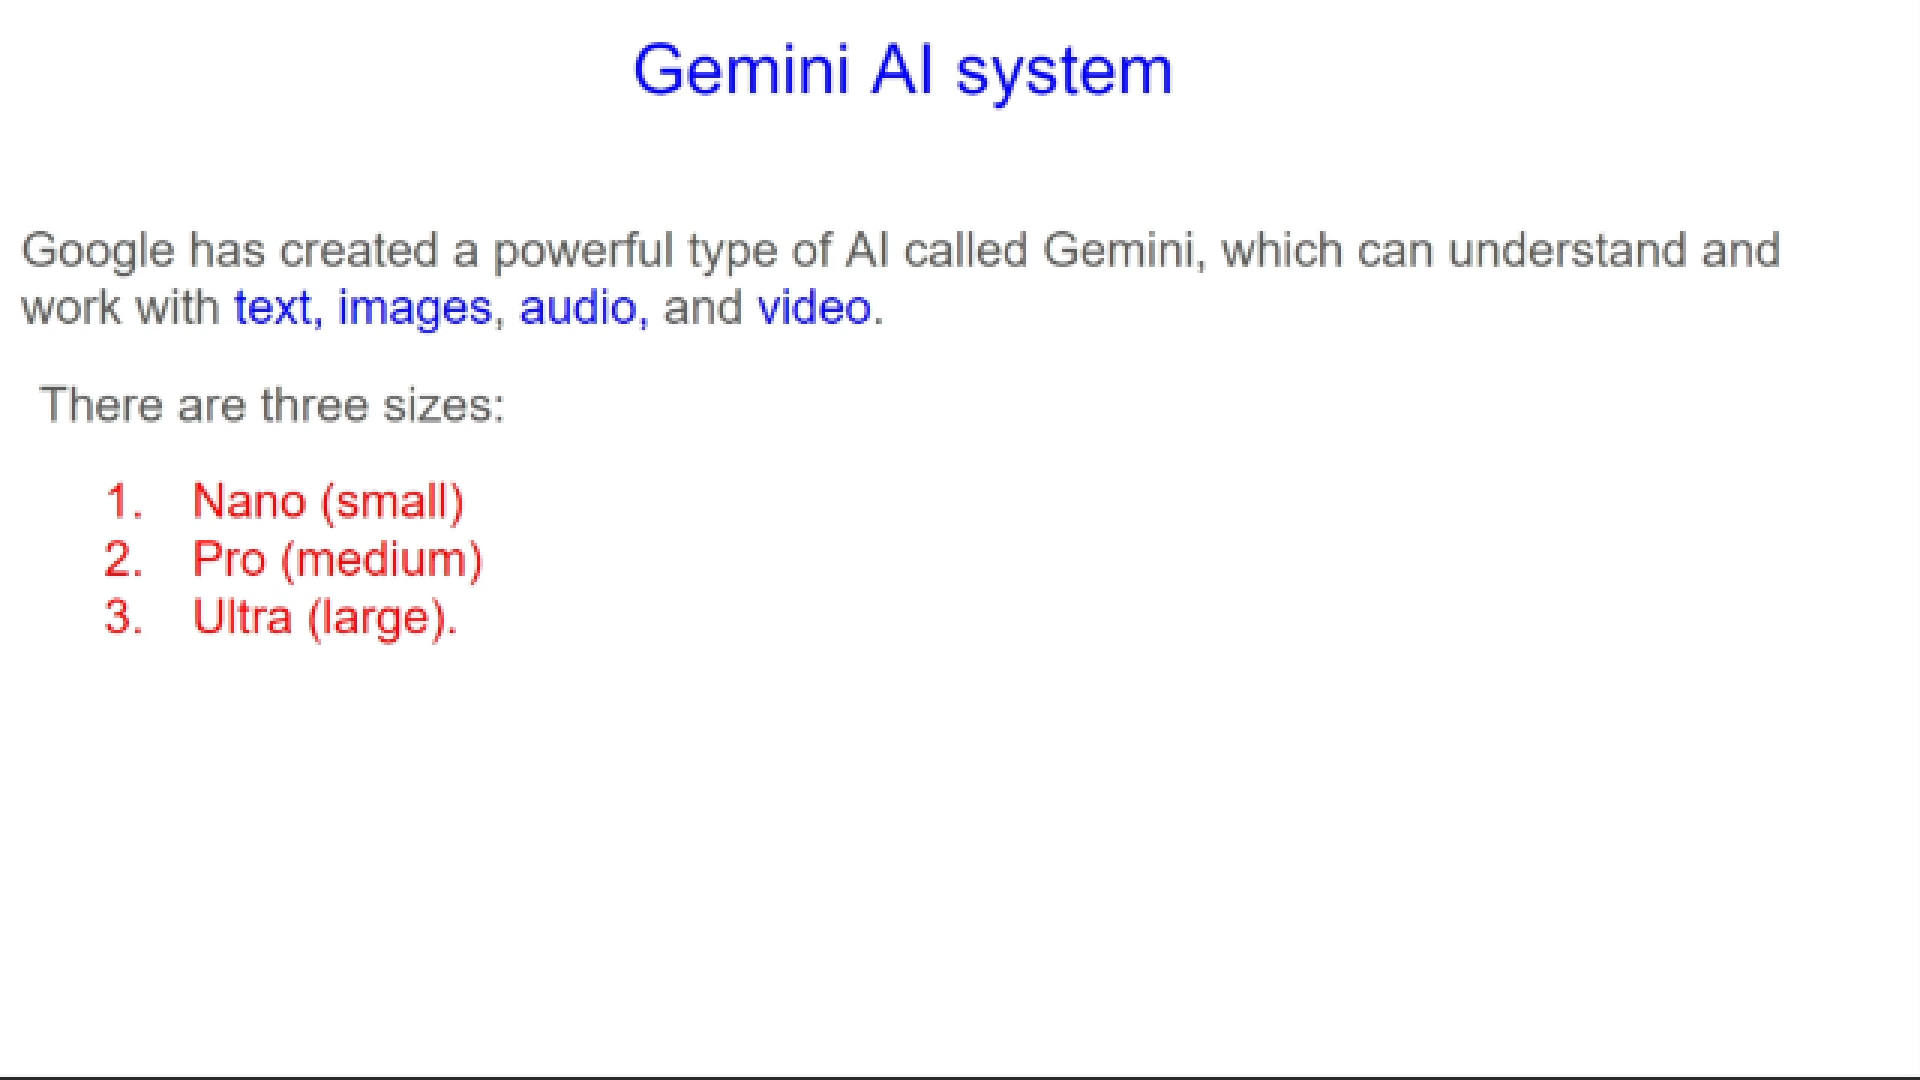 Gemini AI system
Google has created a powerful type of AI called Gemini, which can understand and
work with text, images, audio, and video.
There are three sizes:
1. Nano (small)
2. Pro (medium)
3. Ultra (large).